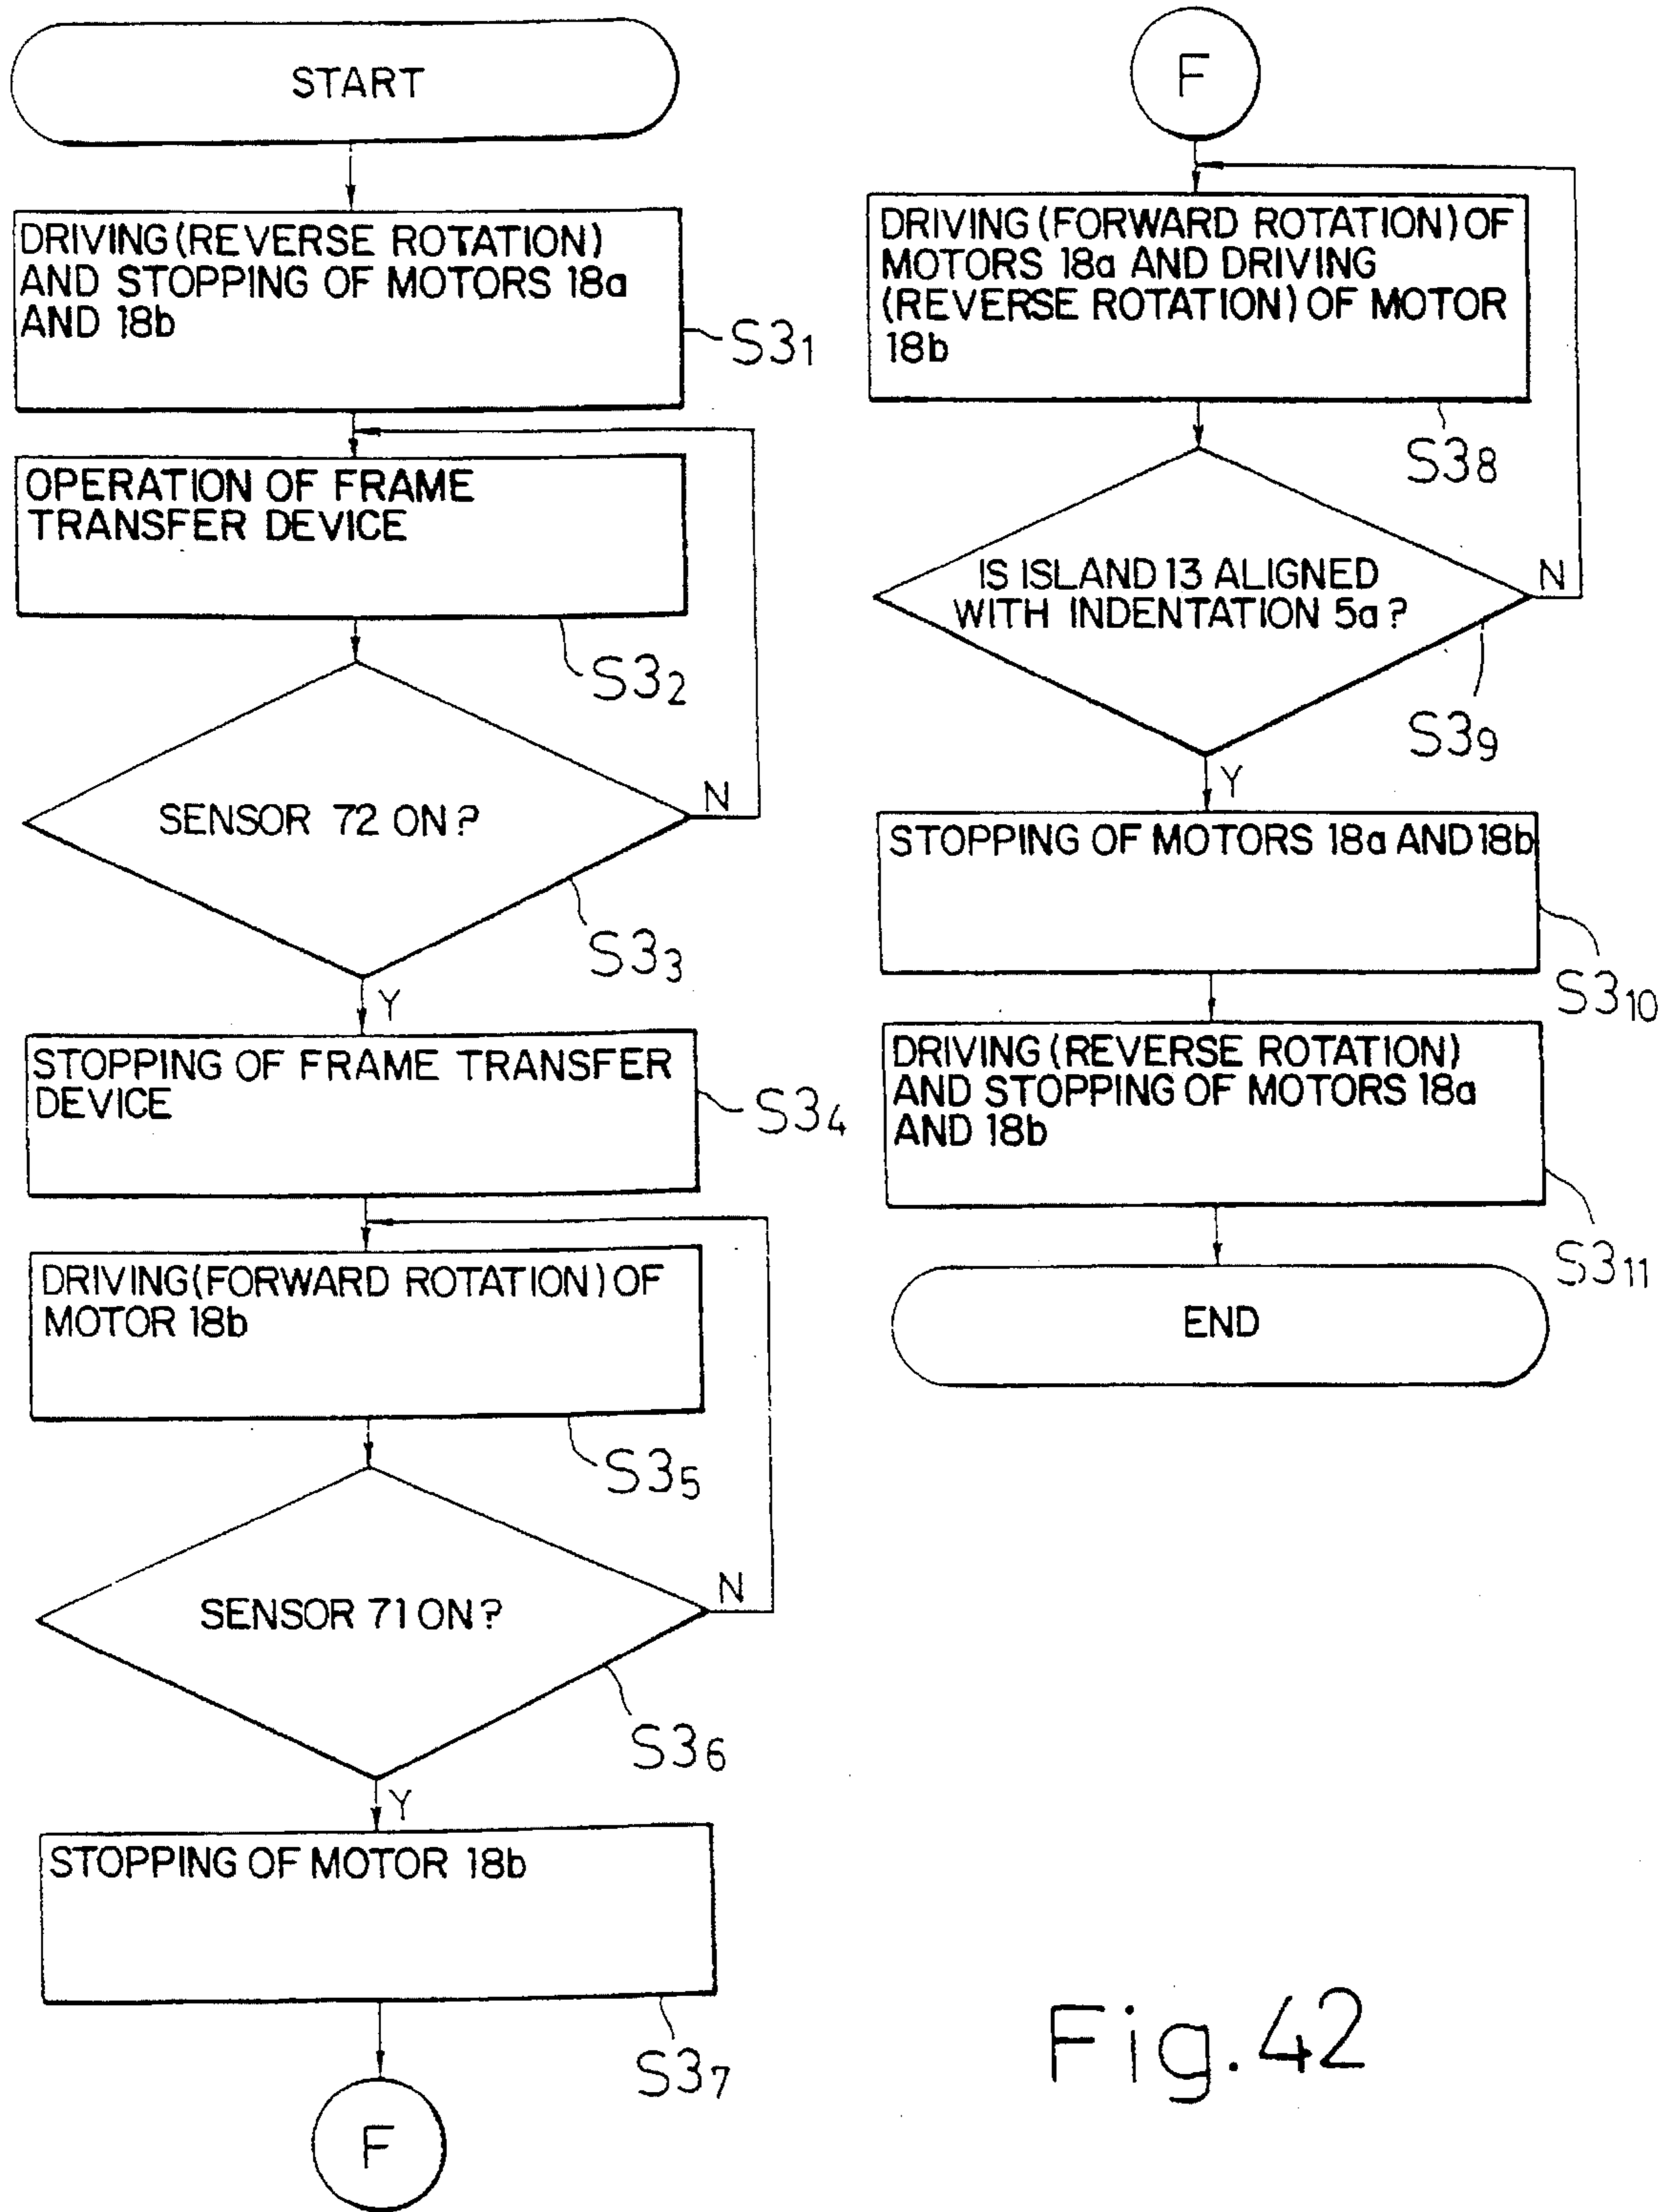 START
DRIVING (REVERSE ROTATION)
AND STOPPING OF MOTORS 18a
AND 18b
S3₁
OPERATION OF FRAME
TRANSFER DEVICE
S3₂
SENSOR 72 ON?
N
S3₃
Y
STOPPING OF FRAME TRANSFER
DEVICE
S3₄
DRIVING (FORWARD ROTATION) OF
MOTOR 18b
S3₅
SENSOR 71 ON?
N
S3₆
Y
STOPPING OF MOTOR 18b
S3₇
F
F
DRIVING (FORWARD ROTATION) OF
MOTORS 18a AND DRIVING
(REVERSE ROTATION) OF MOTOR
18b
S3₈
IS ISLAND 13 ALIGNED
WITH INDENTATION 5a?
N
S3₉
Y
STOPPING OF MOTORS 18a AND 18b
S3₁₀
DRIVING (REVERSE ROTATION)
AND STOPPING OF MOTORS 18a
AND 18b
S3₁₁
END
Fig.42